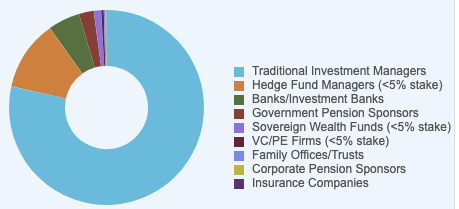 Traditional Investment Managers
Hedge Fund Managers (<5% stake)
Banks/Investment Banks
Government Pension Sponsors
Sovereign Wealth Funds (<5% stake)
VC/PE Firms (<5% stake)
Family Offices/Trusts
Corporate Pension Sponsors
Insurance Companies